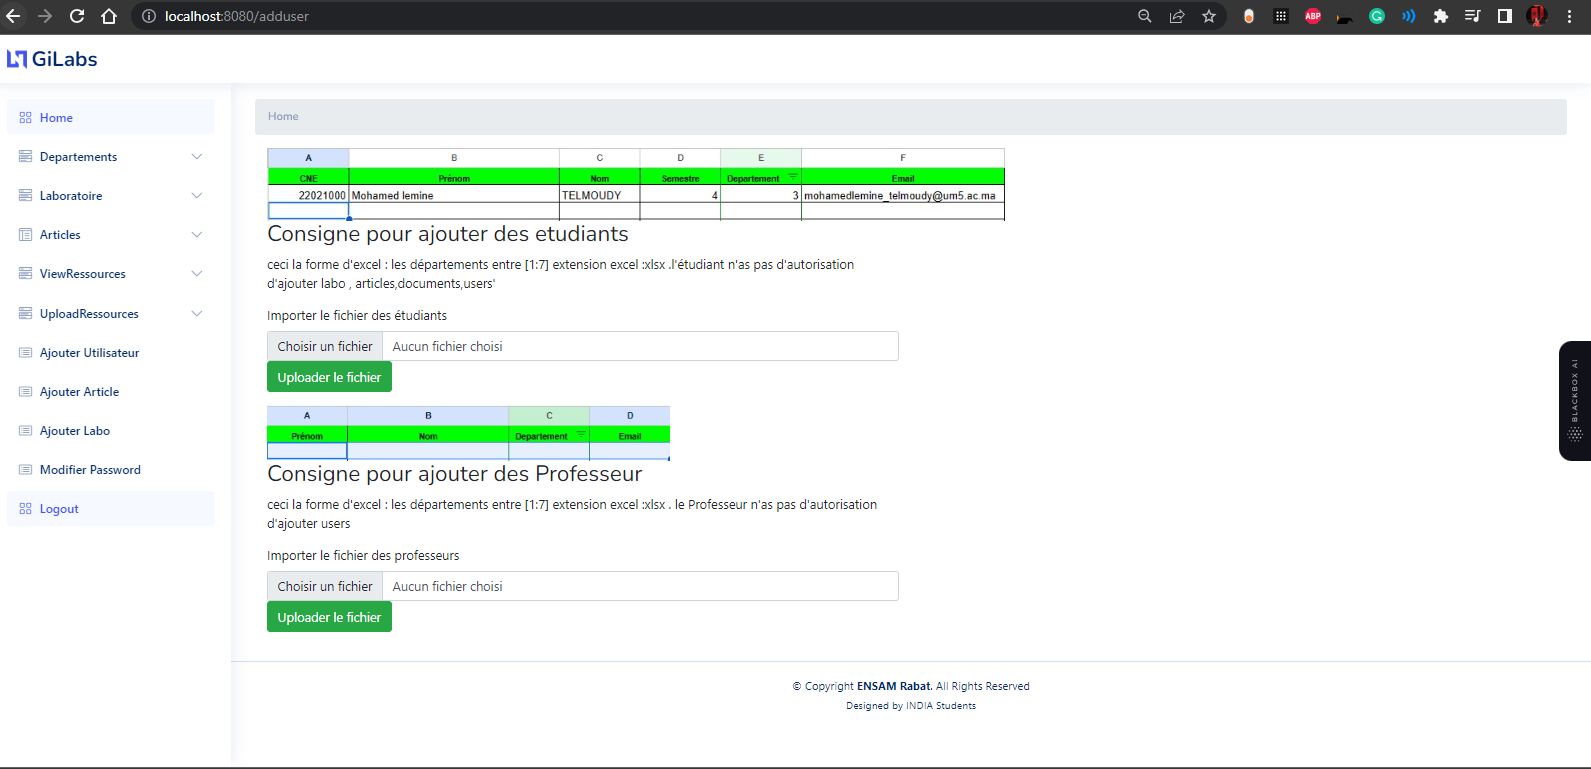 localhost:8080/adduser
ABP
GiLabs
Home
Departements
Laboratoire
Articles
ViewRessources
UploadRessources
Ajouter Utilisateur
Ajouter Article
Ajouter Labo
Modifier Password
Logout
Home
A B C D E F
CNE Prénom Nom Semestre Departement Email
22021000 Mohamed lemine TELMOUDY 4 3 mohamedlemine_telmoudy@um5.ac.ma
Consigne pour ajouter des etudiants
ceci la forme d'excel : les départements entre [1:7] extension excel :xlsx .l'étudiant n'as pas d'autorisation
d'ajouter labo , articles,documents,users'
Importer le fichier des étudiants
Choisir un fichier Aucun fichier choisi
Uploader le fichier
A B C D
Prénom Nom Departement Email
Consigne pour ajouter des Professeur
ceci la forme d'excel : les départements entre [1:7] extension excel :xlsx . le Professeur n'as pas d'autorisation
d'ajouter users
Importer le fichier des professeurs
Choisir un fichier Aucun fichier choisi
Uploader le fichier
BLACKBOX AI
© Copyright ENSAM Rabat. All Rights Reserved
Designed by INDIA Students